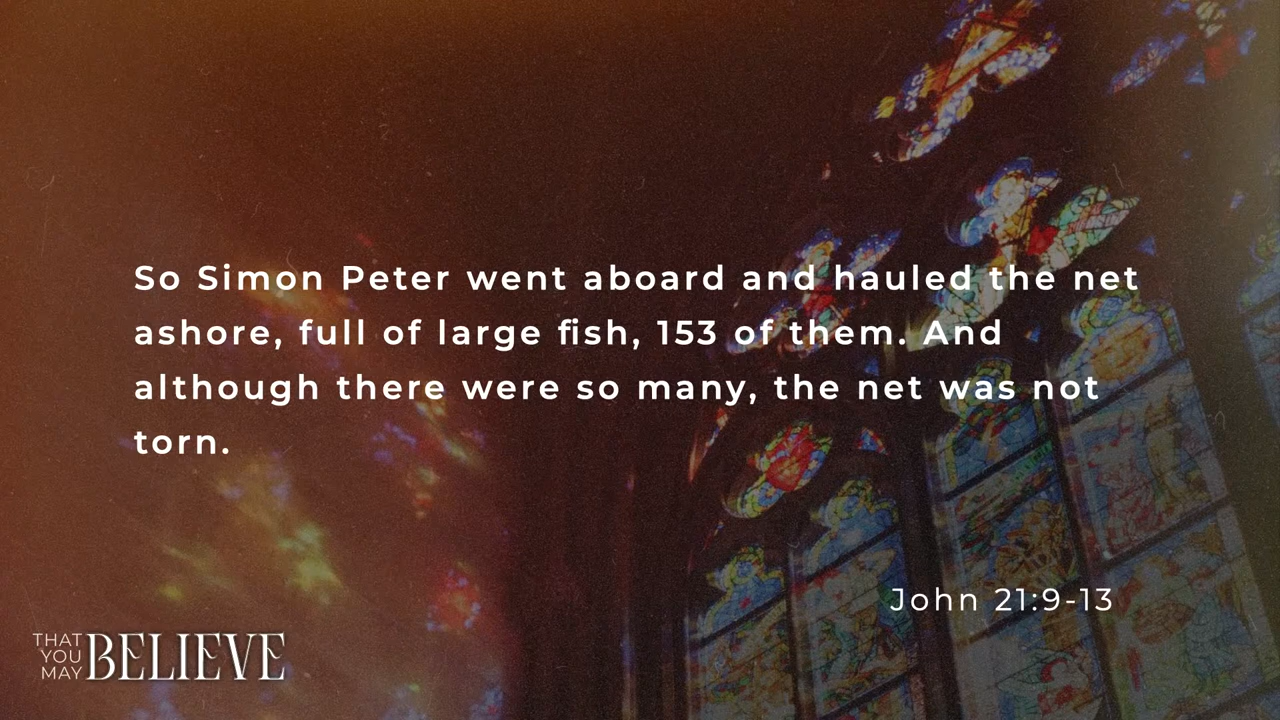 So Simon Peter went aboard and hauled the net
ashore, full of large fish, 153 of them. And
although there were so many, the net was not
torn.
John 21:9-13
THAT
YOU
MAY
BELIEVE